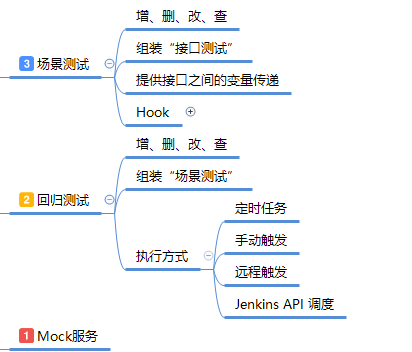 增、删、改、查
组装“接口测试”
3 场景测试
提供接口之间的变量传递
Hook
增、删、改、查
组装“场景测试”
2 回归测试
定时任务
手动触发
执行方式
远程触发
Jenkins API 调度
1 Mock服务